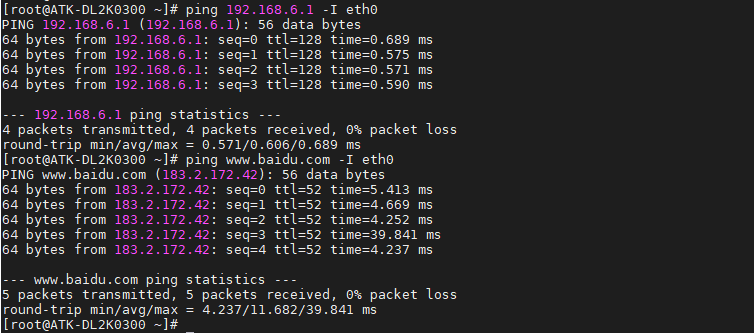 [root@ATK-DL2K0300 ~]# ping 192.168.6.1 -I eth0
PING 192.168.6.1 (192.168.6.1): 56 data bytes
64 bytes from 192.168.6.1: seq=0 ttl=128 time=0.689 ms
64 bytes from 192.168.6.1: seq=1 ttl=128 time=0.575 ms
64 bytes from 192.168.6.1: seq=2 ttl=128 time=0.571 ms
64 bytes from 192.168.6.1: seq=3 ttl=128 time=0.590 ms

--- 192.168.6.1 ping statistics ---
4 packets transmitted, 4 packets received, 0% packet loss
round-trip min/avg/max = 0.571/0.606/0.689 ms
[root@ATK-DL2K0300 ~]# ping www.baidu.com -I eth0
PING www.baidu.com (183.2.172.42): 56 data bytes
64 bytes from 183.2.172.42: seq=0 ttl=52 time=5.413 ms
64 bytes from 183.2.172.42: seq=1 ttl=52 time=4.669 ms
64 bytes from 183.2.172.42: seq=2 ttl=52 time=4.252 ms
64 bytes from 183.2.172.42: seq=3 ttl=52 time=39.841 ms
64 bytes from 183.2.172.42: seq=4 ttl=52 time=4.237 ms

--- www.baidu.com ping statistics ---
5 packets transmitted, 5 packets received, 0% packet loss
round-trip min/avg/max = 4.237/11.682/39.841 ms
[root@ATK-DL2K0300 ~]#